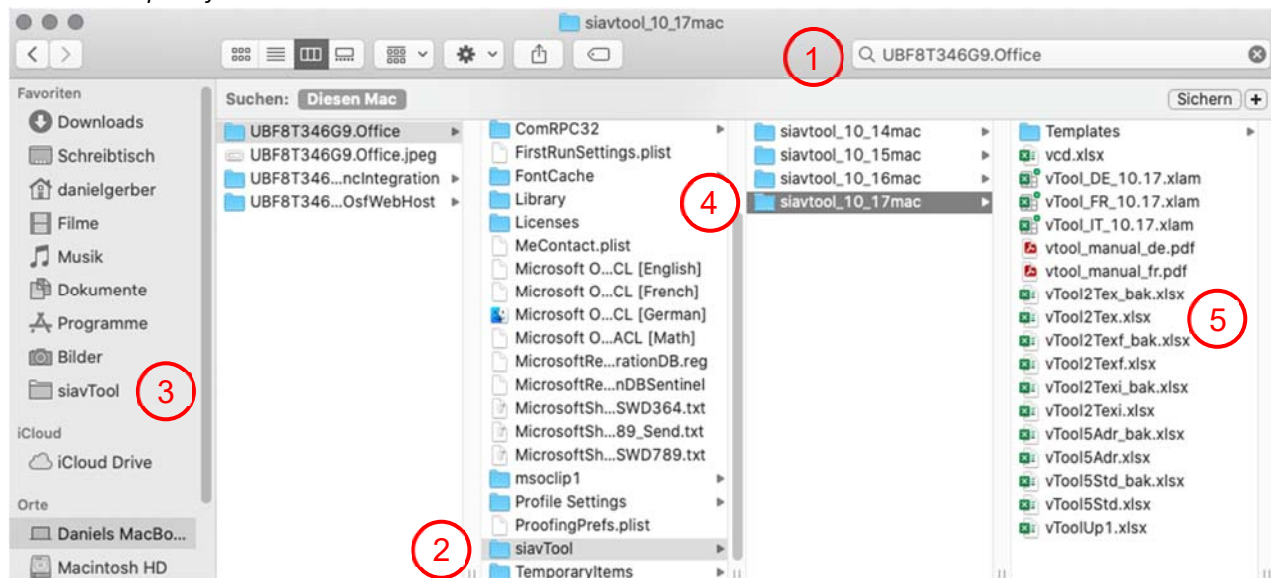 siavtool_10_17mac
1
UBF8T346G9.Office
Favoriten
Downloads
Schreibtisch
danielgerber
Filme
Musik
Dokumente
Programme
Bilder
siavTool
3
iCloud
iCloud Drive
Orte
Daniels MacBo...
Macintosh HD
Suchen: Diesen Mac
Sichern +
UBF8T346G9.Office
UBF8T346G9.Office.jpeg
UBF8T346...ncIntegration
UBF8T346...OsfWebHost
2
ComRPC32
FirstRunSettings.plist
FontCache
Library
Licenses
MeContact.plist
Microsoft O...CL [English]
Microsoft O...CL [French]
Microsoft O...CL [German]
Microsoft O...ACL [Math]
MicrosoftRe...rationDB.reg
MicrosoftRe...nDBSentinel
MicrosoftSh...SWD364.txt
MicrosoftSh...89_Send.txt
MicrosoftSh...SWD789.txt
msoclip1
Profile Settings
ProofingPrefs.plist
siavTool
TemporaryItems
4
siavtool_10_14mac
siavtool_10_15mac
siavtool_10_16mac
siavtool_10_17mac
Templates
vcd.xlsx
vTool_DE_10.17.xlam
vTool_FR_10.17.xlam
vTool_IT_10.17.xlam
vtool_manual_de.pdf
vtool_manual_fr.pdf
vTool2Tex_bak.xlsx
vTool2Tex.xlsx
vTool2Texf_bak.xlsx
vTool2Texf.xlsx
vTool2Texi_bak.xlsx
vTool2Texi.xlsx
vTool5Adr_bak.xlsx
vTool5Adr.xlsx
vTool5Std_bak.xlsx
vTool5Std.xlsx
vToolUp1.xlsx
5